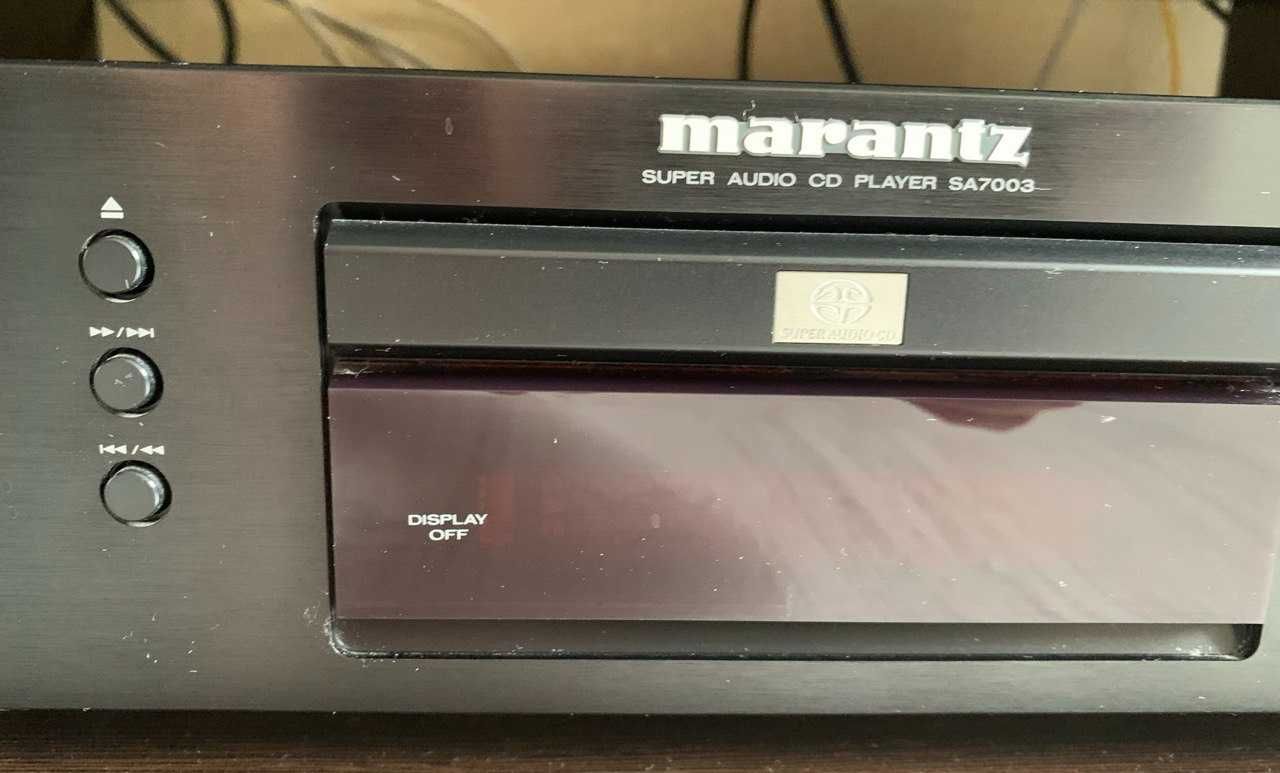 marantz
SUPER AUDIO CD PLAYER SA7003
SUPER AUDIO CD
DISPLAY
OFF